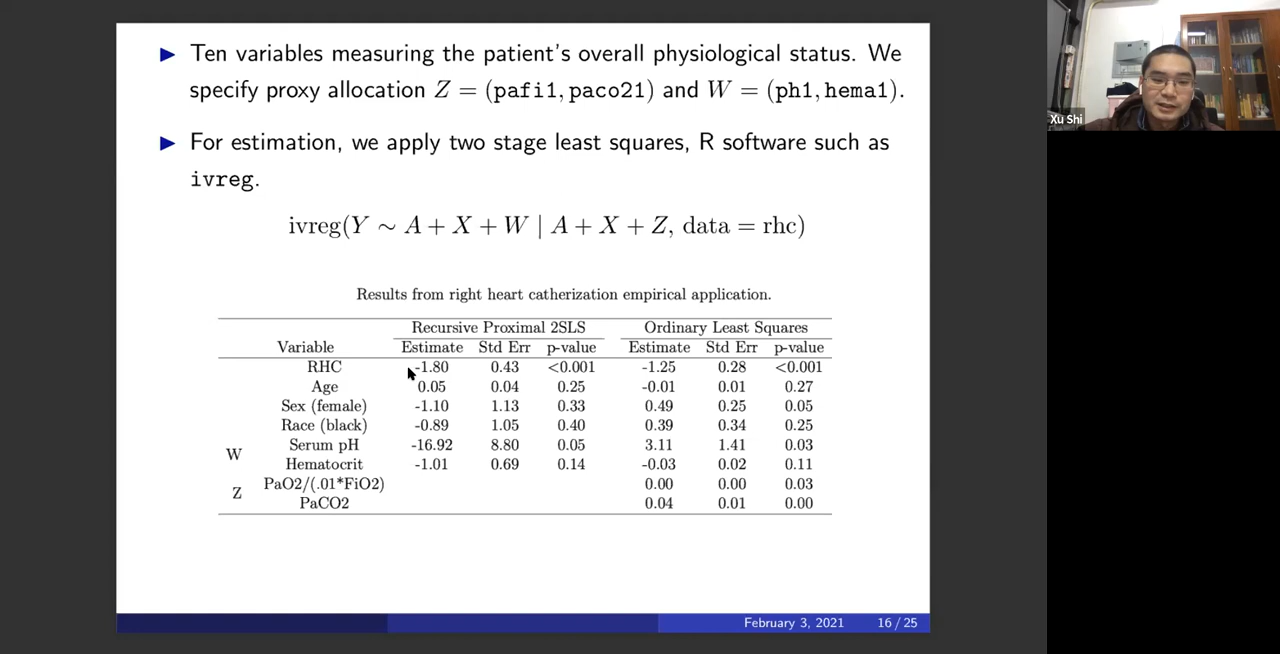 ▶ Ten variables measuring the patient's overall physiological status. We
specify proxy allocation Z = (pafi1, paco21) and W = (ph1, hema1).
▶ For estimation, we apply two stage least squares, R software such as
ivreg.
ivreg(Y ∼ A + X + W | A + X + Z, data = rhc)
Results from right heart catherization empirical application.
Recursive Proximal 2SLS Ordinary Least Squares
Variable Estimate Std Err p-value Estimate Std Err p-value
RHC -1.80 0.43 <0.001 -1.25 0.28 <0.001
Age 0.05 0.04 0.25 -0.01 0.01 0.27
Sex (female) -1.10 1.13 0.33 0.49 0.25 0.05
Race (black) -0.89 1.05 0.40 0.39 0.34 0.25
W Serum pH -16.92 8.80 0.05 3.11 1.41 0.03
Hematocrit -1.01 0.69 0.14 -0.03 0.02 0.11
Z PaO2/(.01*FiO2) 0.00 0.00 0.03
PaCO2 0.04 0.01 0.00
February 3, 2021 16 / 25
Xu Shi